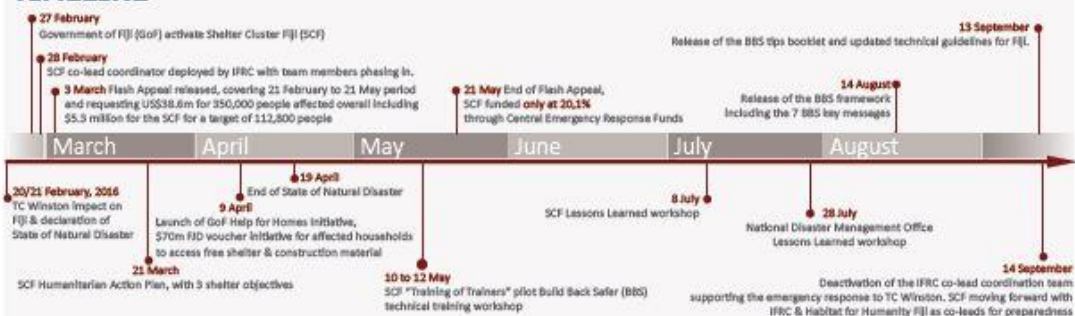 27 February
Government of Fiji (GoF) activate Shelter Cluster Fiji (SCF)
28 February
SCF co-lead coordinator deployed by IFRC with team members phasing in.
3 March Flash Appeal released, covering 21 February to 21 May period
and requesting US$38.6m for 350,000 people affected overall including
$5.3 million for the SCF for a target of 112,800 people
21 May End of Flash Appeal,
SCF funded only at 20,1%
through Central Emergency Response Funds
14 August
Release of the BBS framework
including the 7 BBS key messages
13 September
Release of the BBS tips booklet and updated technical guidelines for Fiji.
March April May June July August
20/21 February, 2016
TC Winston impact on
Fiji & declaration of
State of Natural Disaster
21 March
SCF Humanitarian Action Plan, with 3 shelter objectives
9 April
Launch of GoF Help for Homes Initiative,
$70m FJD voucher initiative for affected households
to access free shelter & construction material
19 April
End of State of Natural Disaster
10 to 12 May
SCF "Training of Trainers" pilot Build Back Safer (BBS)
technical training workshop
8 July
SCF Lessons Learned workshop
28 July
National Disaster Management Office
Lessons Learned workshop
14 September
Deactivation of the IFRC co-lead coordination team
supporting the emergency response to TC Winston. SCF moving forward with
IFRC & Habitat for Humanity Fiji as co-leads for preparedness